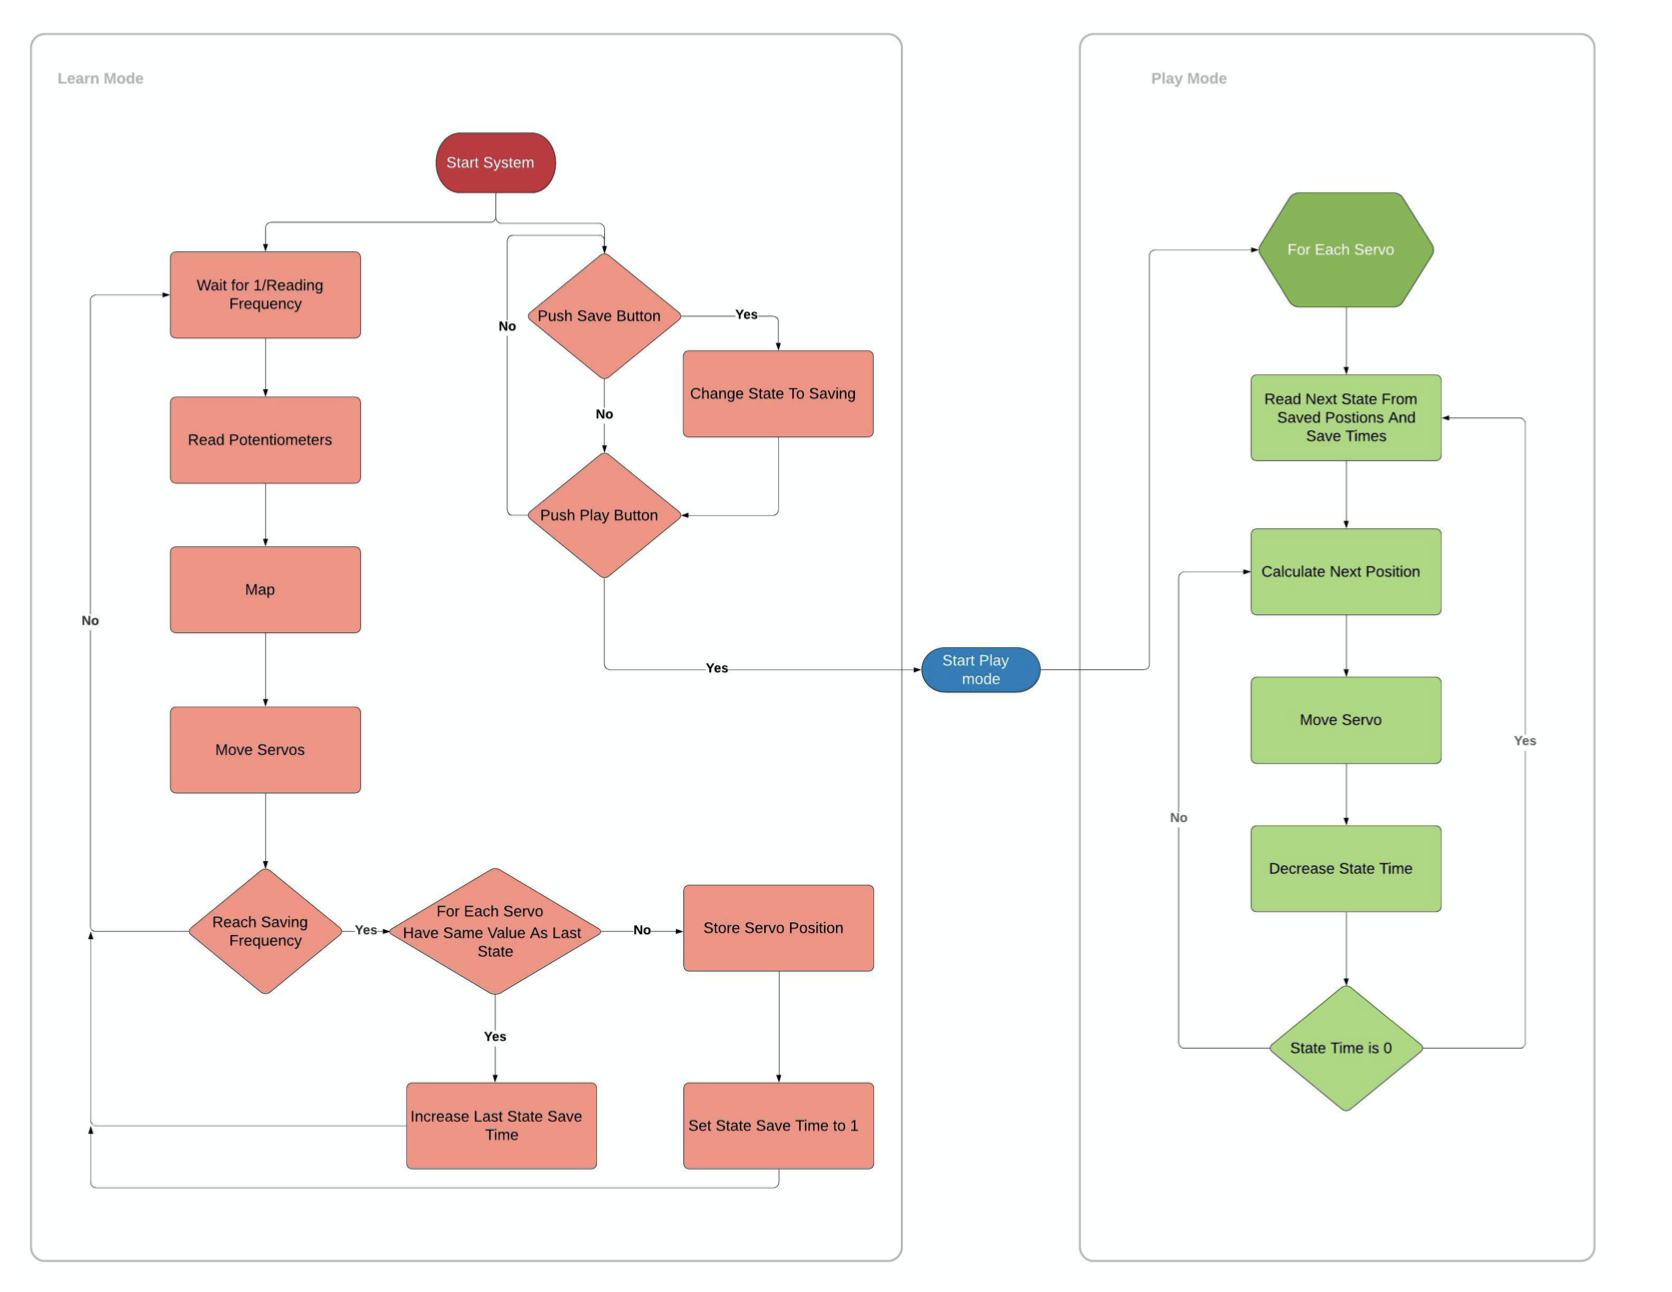 Learn Mode
Play Mode
Start System
Wait for 1/Reading
Frequency
No
Push Save Button
Yes
For Each Servo
Change State To Saving
No
Read Next State From
Saved Postions And
Save Times
Read Potentiometers
Push Play Button
Calculate Next Position
Map
No
Yes
Start Play
mode
Move Servo
Yes
Move Servos
No
Decrease State Time
Reach Saving
Frequency
Yes
For Each Servo
Have Same Value As Last
State
No
Store Servo Position
Yes
State Time is 0
Increase Last State Save
Time
Set State Save Time to 1